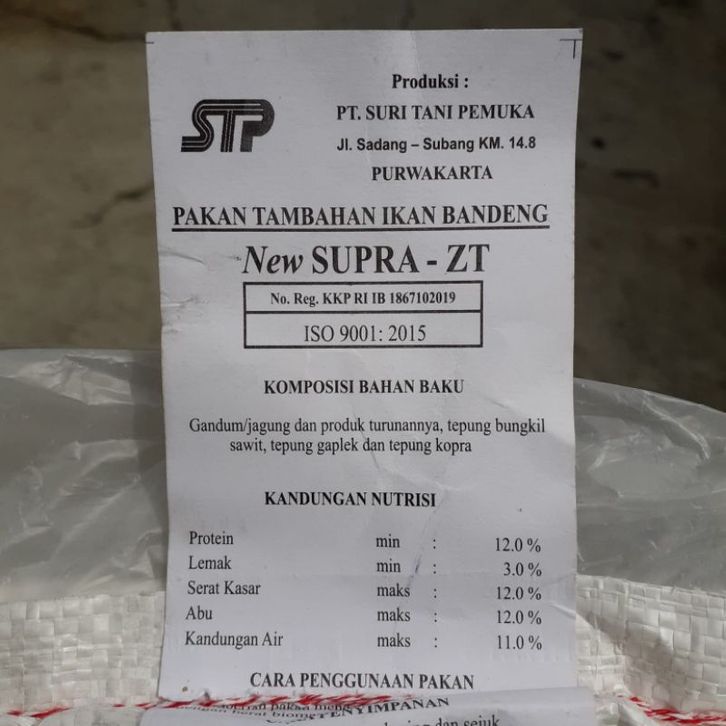 STP
Produksi :
PT. SURI TANI PEMUKA
Jl. Sadang – Subang KM. 14.8
PURWAKARTA
PAKAN TAMBAHAN IKAN BANDENG
New SUPRA - ZT
No. Reg. KKP RI IB 1867102019
ISO 9001: 2015
KOMPOSISI BAHAN BAKU
Gandum/jagung dan produk turunannya, tepung bungkil
sawit, tepung gaplek dan tepung kopra
KANDUNGAN NUTRISI
Protein min : 12.0 %
Lemak min : 3.0 %
Serat Kasar maks : 12.0 %
Abu maks : 12.0 %
Kandungan Air maks : 11.0 %
CARA PENGGUNAAN PAKAN
PENYIMPANAN
dan sejuk